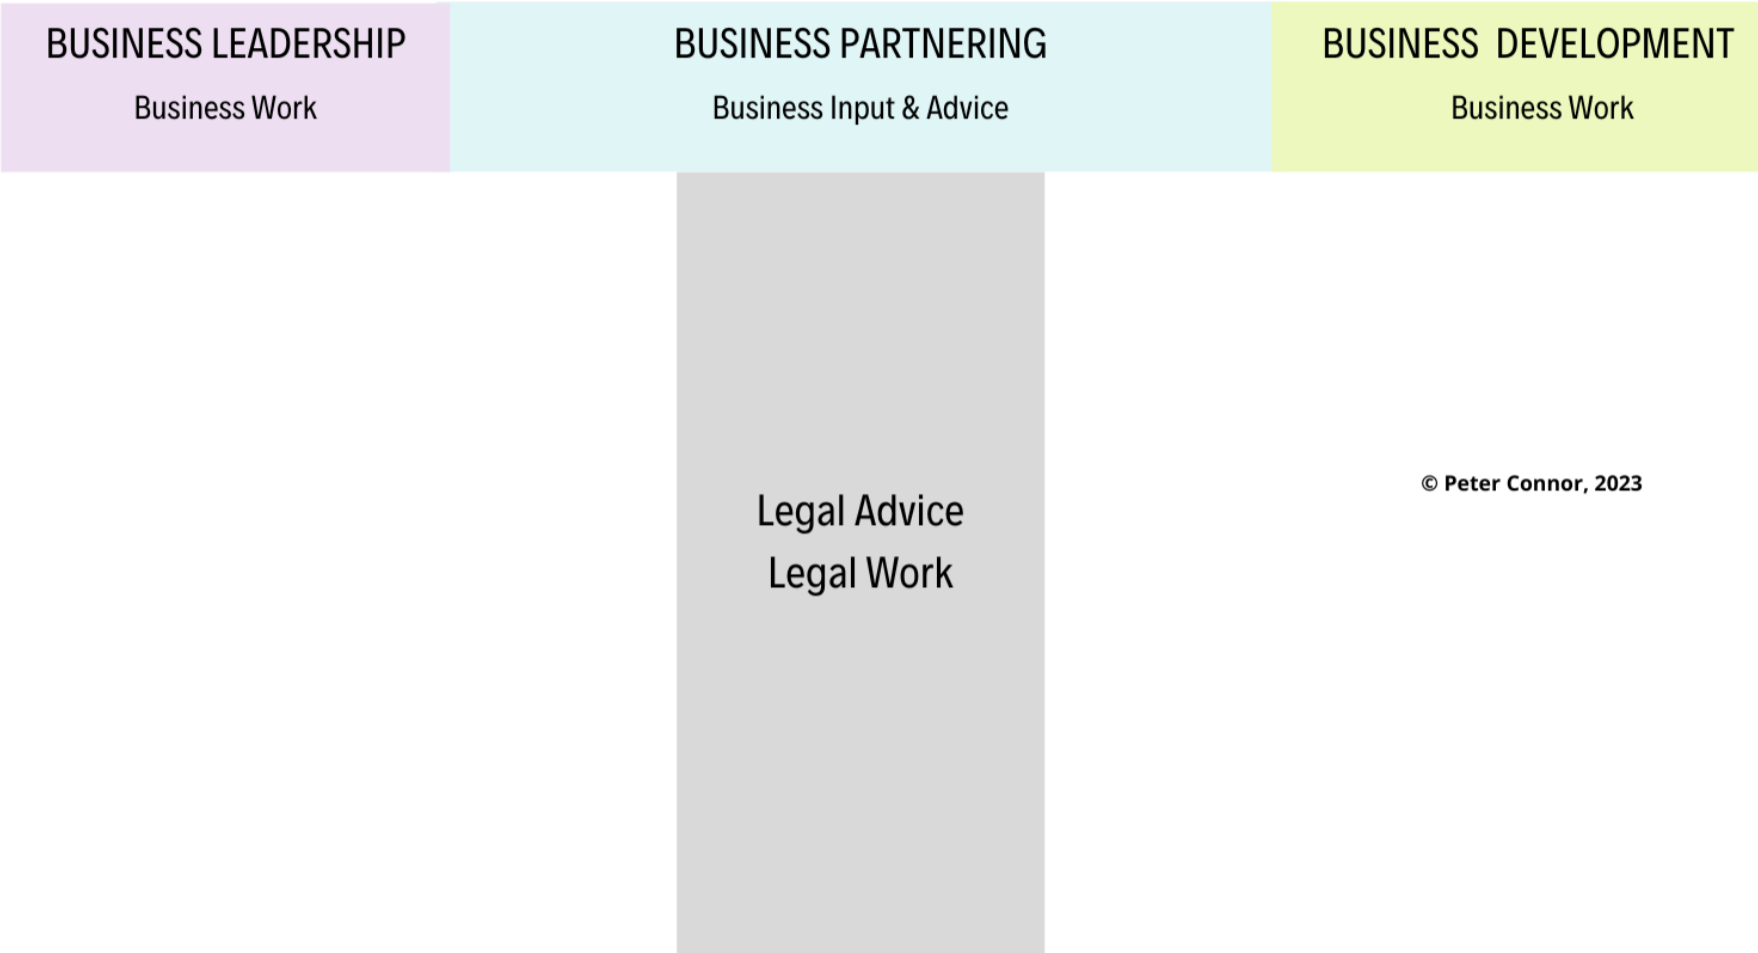 BUSINESS LEADERSHIP
Business Work
BUSINESS PARTNERING
Business Input & Advice
BUSINESS DEVELOPMENT
Business Work
Legal Advice
Legal Work
© Peter Connor, 2023